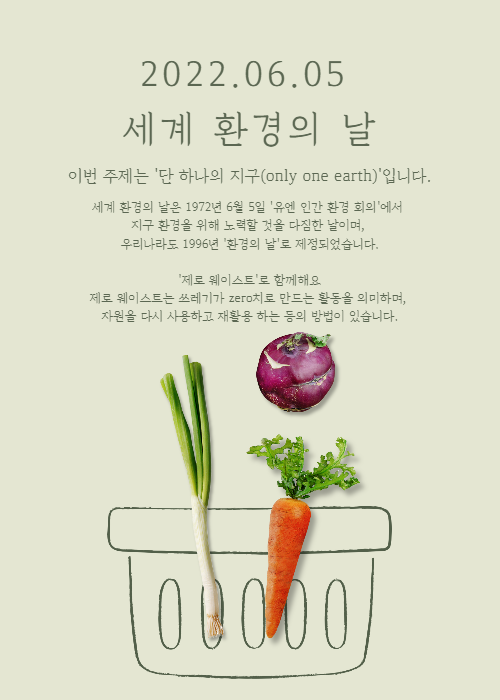 2022.06.05
세계 환경의 날
이번 주제는 '단 하나의 지구(only one earth)'입니다.
세계 환경의 날은 1972년 6월 5일 '유엔 인간 환경 회의'에서
지구 환경을 위해 노력할 것을 다짐한 날이며,
우리나라도 1996년 '환경의 날'로 제정되었습니다.
'제로 웨이스트'로 함께해요
제로 웨이스트는 쓰레기가 zero치로 만드는 활동을 의미하며,
자원을 다시 사용하고 재활용 하는 등의 방법이 있습니다.